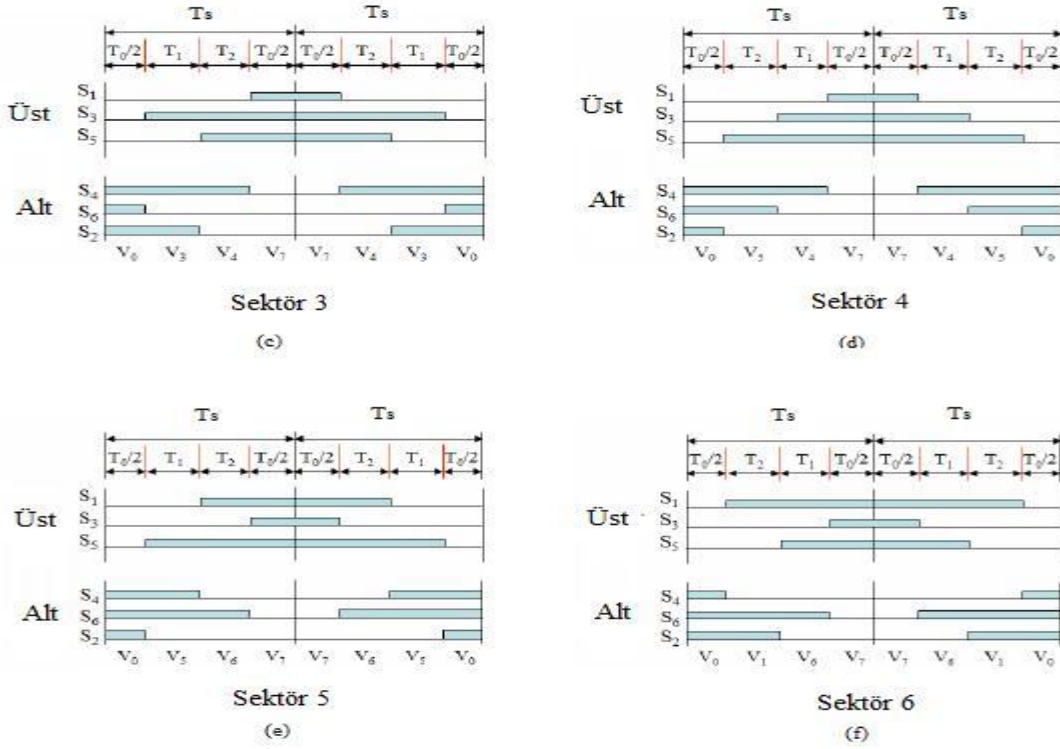 Ts Ts
T₀/2 T₁ T₂ T₀/2 T₀/2 T₂ T₁ T₀/2
Üst
S₁
S₃
S₅
Alt
S₄
S₆
S₂
V₀ V₃ V₄ V₇ V₇ V₄ V₃ V₀
Sektör 3
(c)
Ts Ts
T₀/2 T₂ T₁ T₀/2 T₀/2 T₁ T₂ T₀/2
Üst
S₁
S₃
S₅
Alt
S₄
S₆
S₂
V₀ V₅ V₄ V₇ V₇ V₄ V₅ V₀
Sektör 4
(d)
Ts Ts
T₀/2 T₁ T₂ T₀/2 T₀/2 T₂ T₁ T₀/2
Üst
S₁
S₃
S₅
Alt
S₄
S₆
S₂
V₀ V₅ V₆ V₇ V₇ V₆ V₅ V₀
Sektör 5
(e)
Ts Ts
T₀/2 T₂ T₁ T₀/2 T₀/2 T₁ T₂ T₀/2
Üst
S₁
S₃
S₅
Alt
S₄
S₆
S₂
V₀ V₁ V₆ V₇ V₇ V₆ V₁ V₀
Sektör 6
(f)